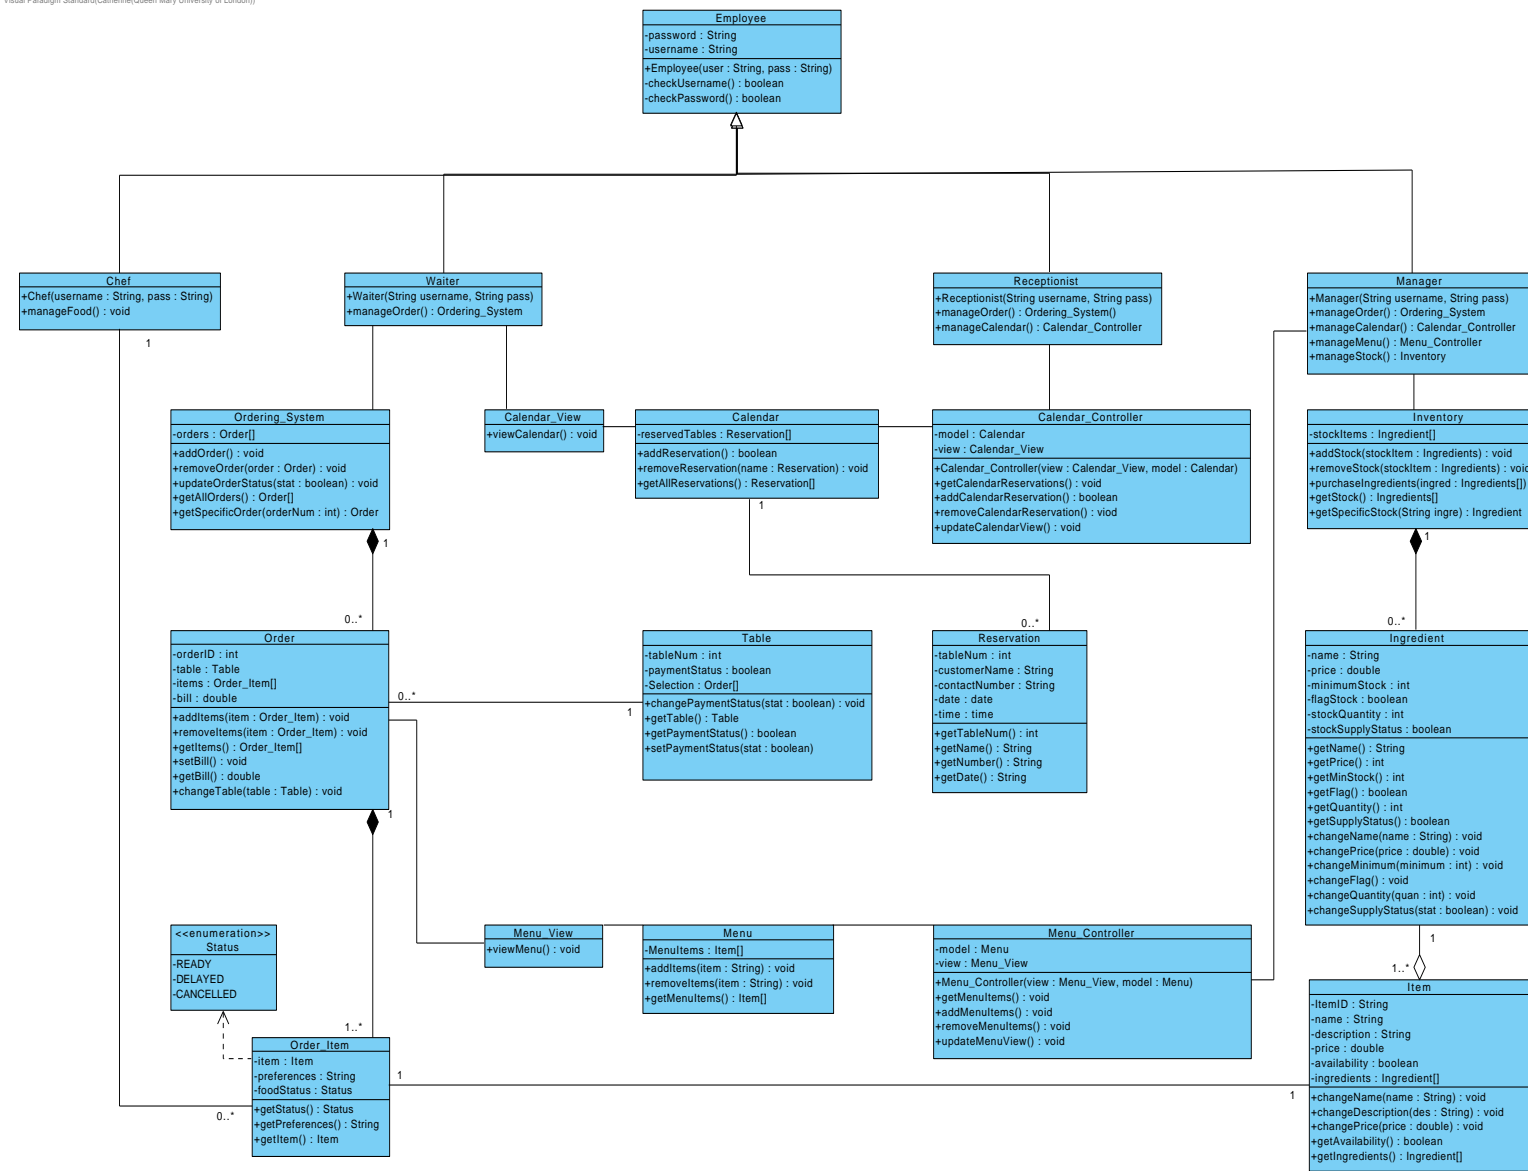 Visual Paradigm Standard(Catherine(Queen Mary University of London))
Employee
-password : String
-username : String
+Employee(user : String, pass : String)
-checkUsername() : boolean
-checkPassword() : boolean
Chef
+Chef(username : String, pass : String)
+manageFood() : void
1
Waiter
+Waiter(String username, String pass)
+manageOrder() : Ordering_System
Receptionist
+Receptionist(String username, String pass)
+manageOrder() : Ordering_System()
+manageCalendar() : Calendar_Controller
Manager
+Manager(String username, String pass)
+manageOrder() : Ordering_System
+manageCalendar() : Calendar_Controller
+manageMenu() : Menu_Controller
+manageStock() : Inventory
Ordering_System
-orders : Order[]
+addOrder() : void
+removeOrder(order : Order) : void
+updateOrderStatus(stat : boolean) : void
+getAllOrders() : Order[]
+getSpecificOrder(orderNum : int) : Order
1
0..*
Calendar_View
+viewCalendar() : void
Calendar
-reservedTables : Reservation[]
+addReservation() : boolean
+removeReservation(name : Reservation) : void
+getAllReservations() : Reservation[]
1
0..*
Calendar_Controller
-model : Calendar
-view : Calendar_View
+Calendar_Controller(view : Calendar_View, model : Calendar)
+getCalendarReservations() : void
+addCalendarReservation() : boolean
+removeCalendarReservation() : viod
+updateCalendarView() : void
Inventory
-stockItems : Ingredient[]
+addStock(stockItem : Ingredients) : void
+removeStock(stockItem : Ingredients) : void
+purchaseIngredients(ingred : Ingredients[])
+getStock() : Ingredients[]
+getSpecificStock(String ingre) : Ingredient
1
0..*
Order
-orderID : int
-table : Table
-items : Order_Item[]
-bill : double
+addItems(item : Order_Item) : void
+removeItems(item : Order_Item) : void
+getItems() : Order_Item[]
+setBill() : void
+getBill() : double
+changeTable(table : Table) : void
0..*
1
1
1..*
Table
-tableNum : int
-paymentStatus : boolean
-Selection : Order[]
+changePaymentStatus(stat : boolean) : void
+getTable() : Table
+getPaymentStatus() : boolean
+setPaymentStatus(stat : boolean)
Reservation
-tableNum : int
-customerName : String
-contactNumber : String
-date : date
-time : time
+getTableNum() : int
+getName() : String
+getNumber() : String
+getDate() : String
Ingredient
-name : String
-price : double
-minimumStock : int
-flagStock : boolean
-stockQuantity : int
-stockSupplyStatus : boolean
+getName() : String
+getPrice() : int
+getMinStock() : int
+getFlag() : boolean
+getQuantity() : int
+getSupplyStatus() : boolean
+changeName(name : String) : void
+changePrice(price : double) : void
+changeMinimum(minimum : int) : void
+changeFlag() : void
+changeQuantity(quan : int) : void
+changeSupplyStatus(stat : boolean) : void
1
1..*
<<enumeration>>
Status
-READY
-DELAYED
-CANCELLED
Menu_View
+viewMenu() : void
Menu
-MenuItems : Item[]
+addItems(item : String) : void
+removeItems(item : String) : void
+getMenuItems() : Item[]
Menu_Controller
-model : Menu
-view : Menu_View
+Menu_Controller(view : Menu_View, model : Menu)
+getMenuItems() : void
+addMenuItems() : void
+removeMenuItems() : void
+updateMenuView() : void
Order_Item
-item : Item
-preferences : String
-foodStatus : Status
+getStatus() : Status
+getPreferences() : String
+getItem() : Item
0..*
1
1
Item
-ItemID : String
-name : String
-description : String
-price : double
-availability : boolean
-ingredients : Ingredient[]
+changeName(name : String) : void
+changeDescription(des : String) : void
+changePrice(price : double) : void
+getAvailability() : boolean
+getIngredients() : Ingredient[]